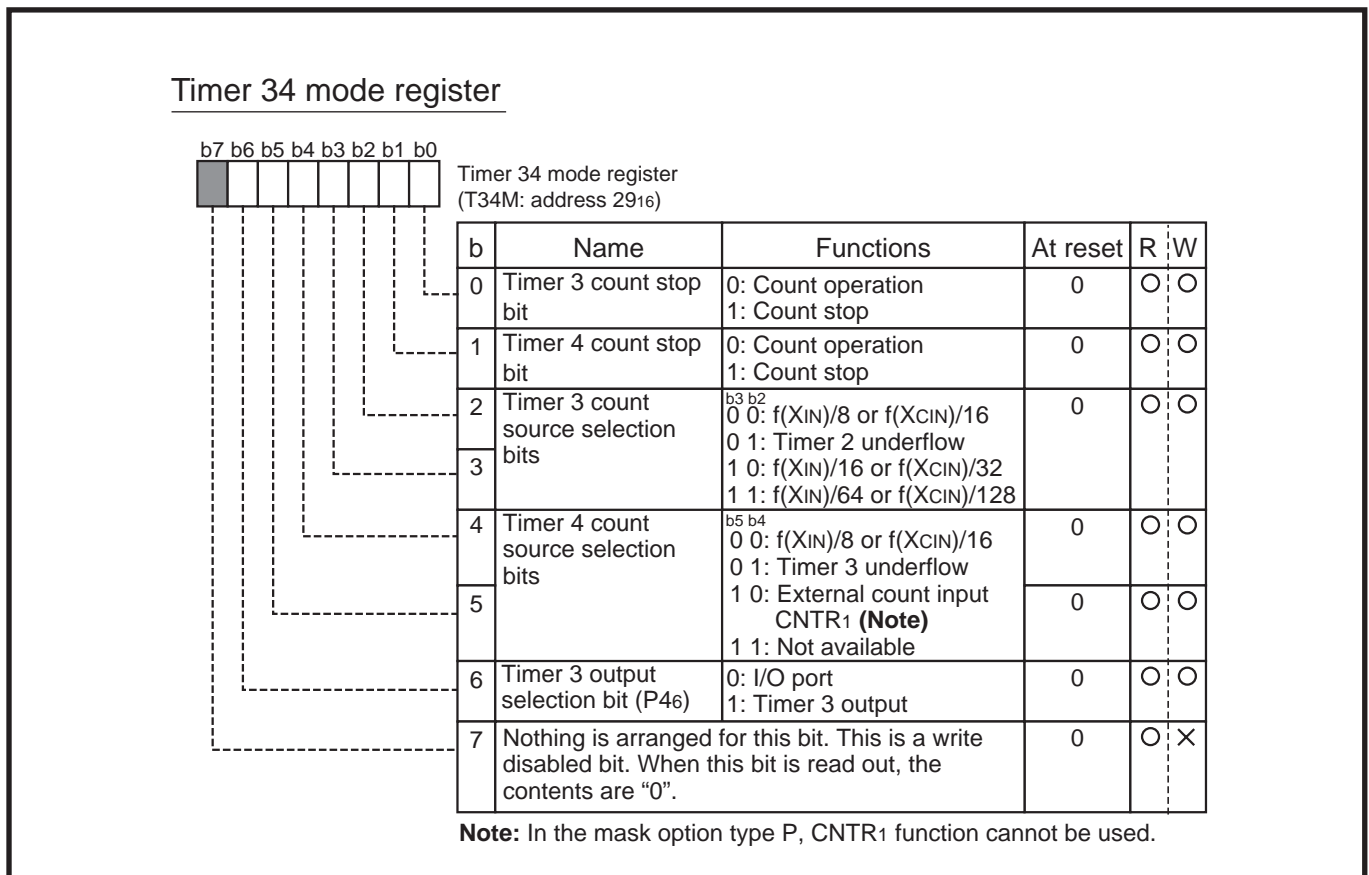 Timer 34 mode register
b7 b6 b5 b4 b3 b2 b1 b0
Timer 34 mode register
(T34M: address 2916)
b Name Functions At reset R W
0 Timer 3 count stop bit 0: Count operation 0 O O
1: Count stop
1 Timer 4 count stop bit 0: Count operation 0 O O
1: Count stop
2 Timer 3 count source selection bits b3 b2 0 O O
0 0: f(XIN)/8 or f(XCIN)/16
0 1: Timer 2 underflow
3 1 0: f(XIN)/16 or f(XCIN)/32
1 1: f(XIN)/64 or f(XCIN)/128
4 Timer 4 count source selection bits b5 b4 0 O O
0 0: f(XIN)/8 or f(XCIN)/16
0 1: Timer 3 underflow
5 1 0: External count input 0 O O
CNTR1 (Note)
1 1: Not available
6 Timer 3 output selection bit (P46) 0: I/O port 0 O O
1: Timer 3 output
7 Nothing is arranged for this bit. This is a write 0 O ×
disabled bit. When this bit is read out, the
contents are “0”.
Note: In the mask option type P, CNTR1 function cannot be used.